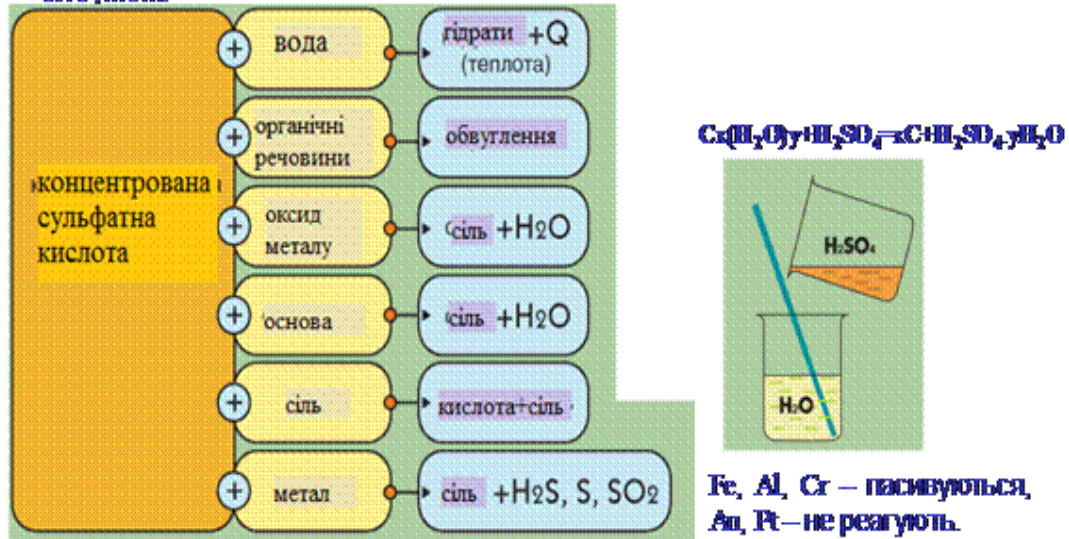 концентрована
сульфатна
кислота
+
вода
гідрати +Q
(теплота)
+
органічні
речовини
обвуглення
+
оксид
металу
сіль +H2O
+
основа
сіль +H2O
+
сіль
кислота+сіль
+
метал
сіль +H2S, S, SO2
Cx(H₂O)y+H₂SO₄=xC+H₂SO₄·yH₂O
H₂SO₄
H₂O
Fe, Al, Cr – пасивуються,
Au, Pt – не реагують.